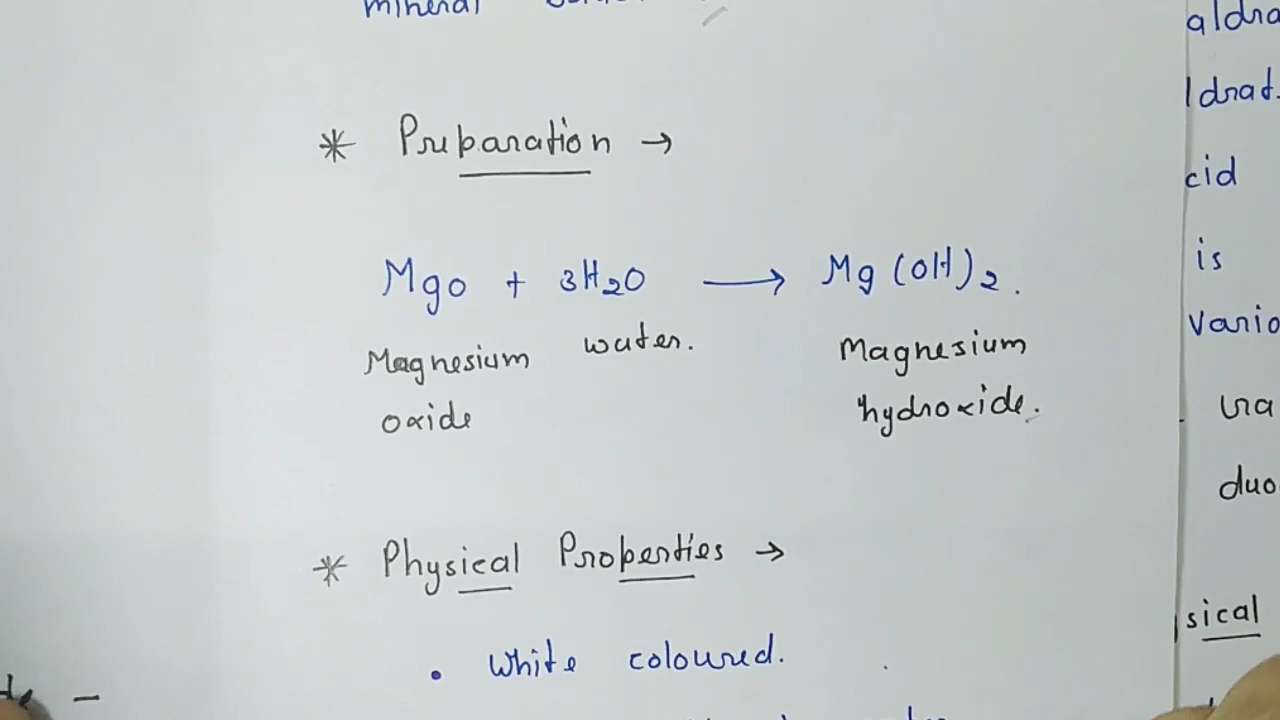 mineral
* Preparation →
MgO + 3H₂O ⟶ Mg(OH)₂.
Magnesium oxide
water.
Magnesium hydroxide.
* Physical Properties →
• White coloured.
aldra
ldrat.
cid
is
Vario
ura
duo
sical